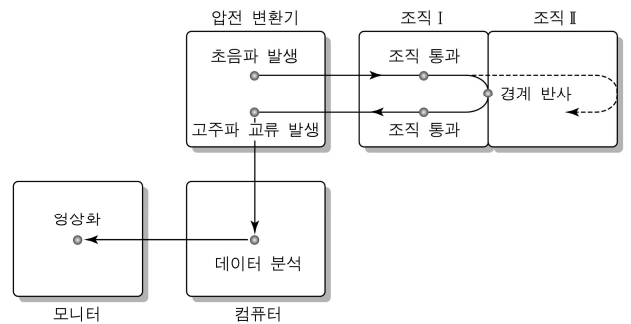 압전 변환기
조직 Ⅰ
조직 Ⅱ
초음파 발생
조직 통과
경계 반사
고주파 교류 발생
조직 통과
영상화
데이터 분석
모니터
컴퓨터